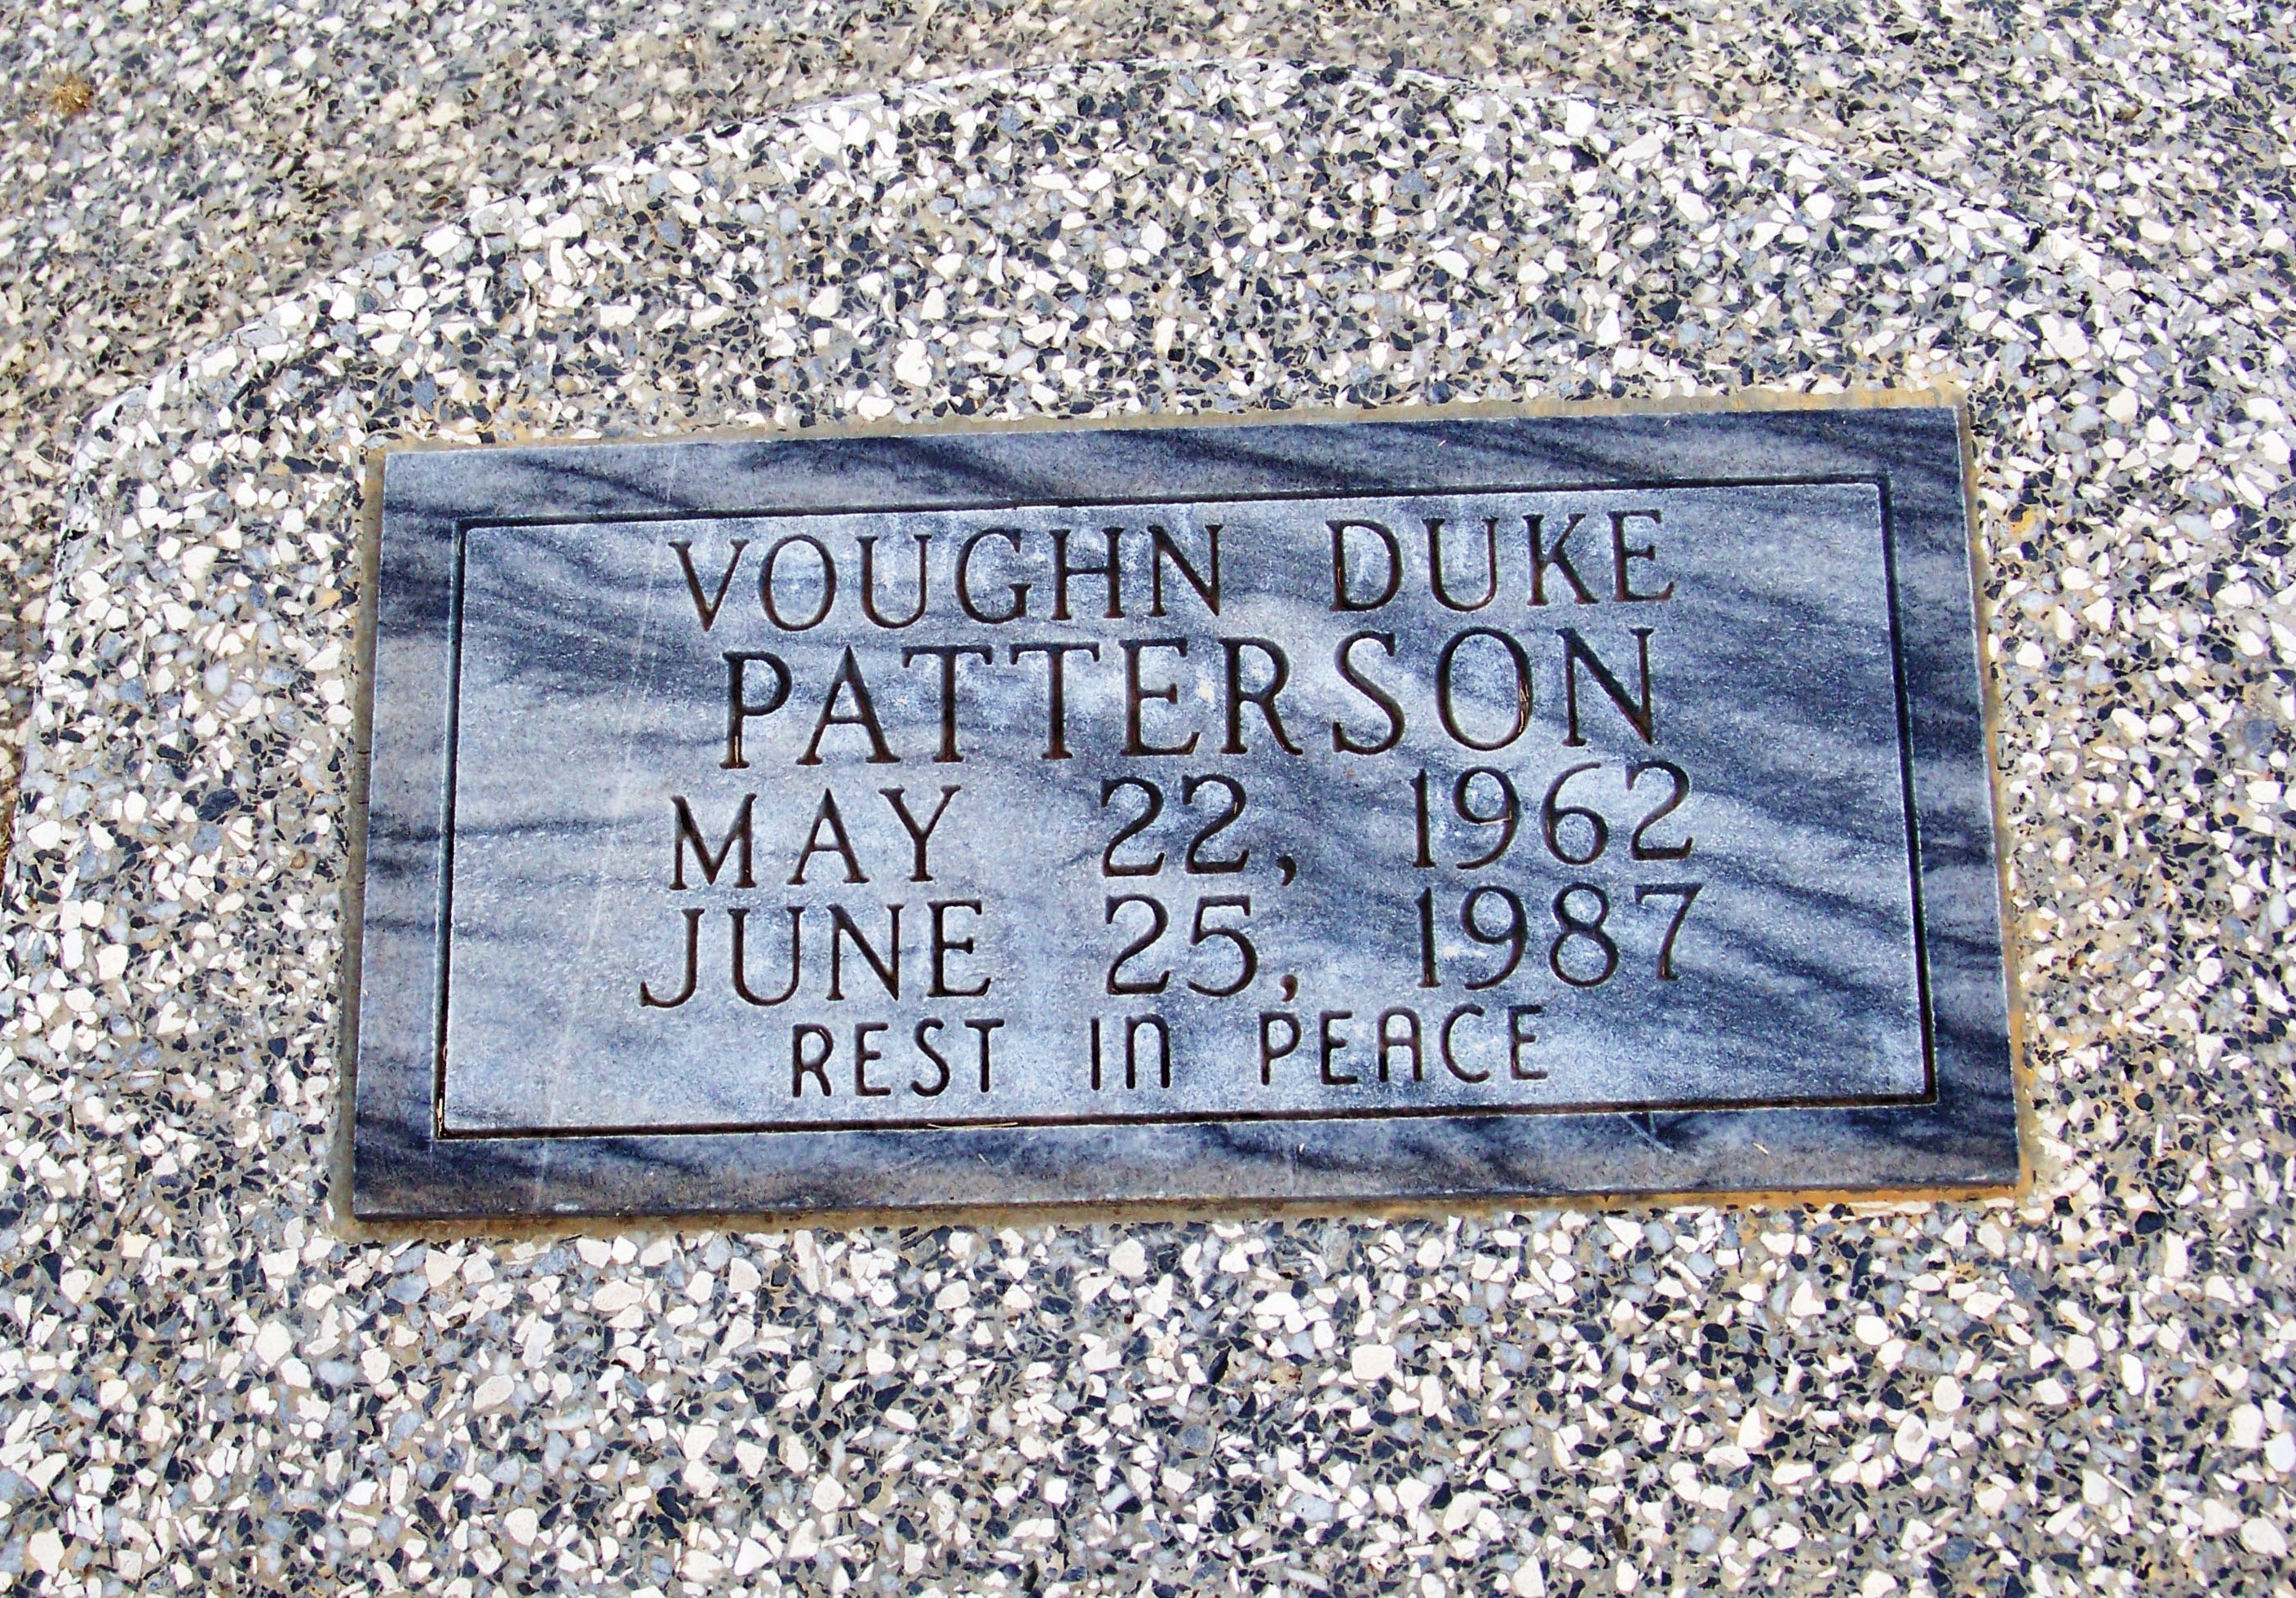 VOUGHN DUKE
PATTERSON
MAY 22, 1962
JUNE 25, 1987
REST IN PEACE